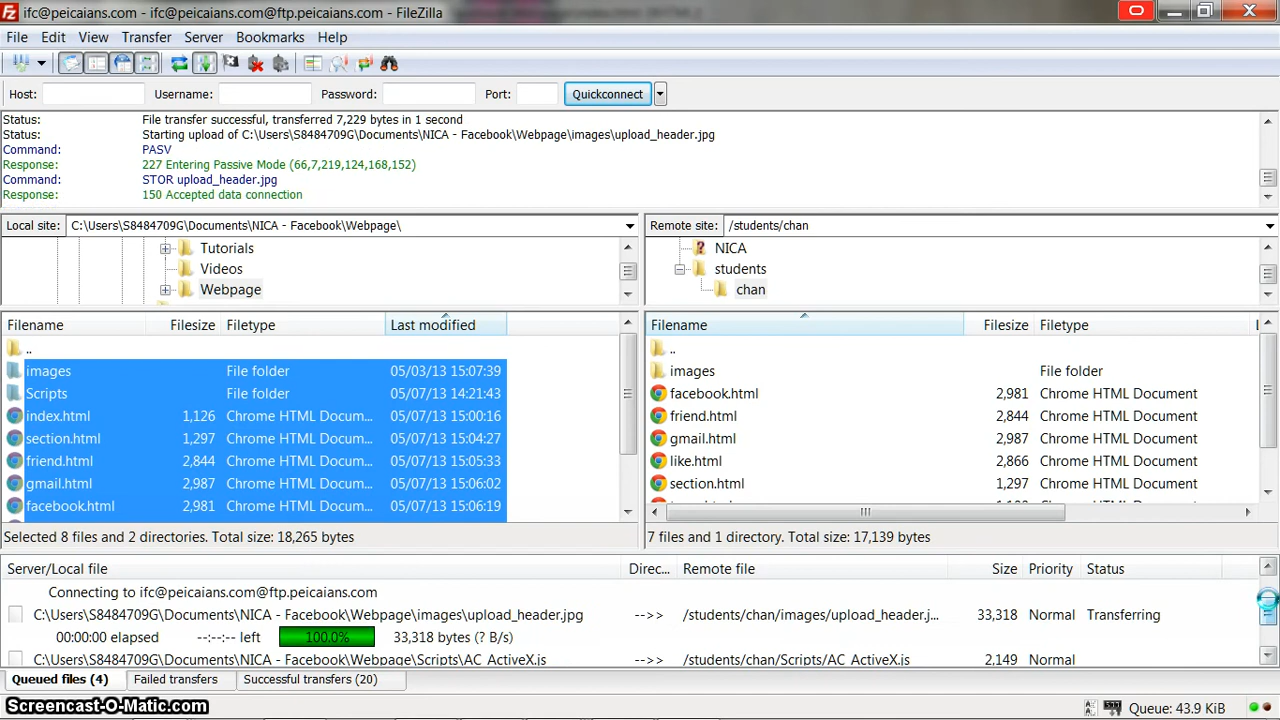 ifc@peicaians.com - ifc@peicaians.com@ftp.peicaians.com - FileZilla
File Edit View Transfer Server Bookmarks Help
Host: Username: Password: Port: Quickconnect
Status: File transfer successful, transferred 7,229 bytes in 1 second
Status: Starting upload of C:\Users\S8484709G\Documents\NICA - Facebook\Webpage\images\upload_header.jpg
Command: PASV
Response: 227 Entering Passive Mode (66,7,219,124,168,152)
Command: STOR upload_header.jpg
Response: 150 Accepted data connection
Local site: C:\Users\S8484709G\Documents\NICA - Facebook\Webpage\
Tutorials
Videos
Webpage
Remote site: /students/chan
NICA
students
chan
Filename Filesize Filetype Last modified
..
images File folder 05/03/13 15:07:39
Scripts File folder 05/07/13 14:21:43
index.html 1,126 Chrome HTML Docum... 05/07/13 15:00:16
section.html 1,297 Chrome HTML Docum... 05/07/13 15:04:27
friend.html 2,844 Chrome HTML Docum... 05/07/13 15:05:33
gmail.html 2,987 Chrome HTML Docum... 05/07/13 15:06:02
facebook.html 2,981 Chrome HTML Docum... 05/07/13 15:06:19
Selected 8 files and 2 directories. Total size: 18,265 bytes
Filename Filesize Filetype
..
images File folder
facebook.html 2,981 Chrome HTML Document
friend.html 2,844 Chrome HTML Document
gmail.html 2,987 Chrome HTML Document
like.html 2,866 Chrome HTML Document
section.html 1,297 Chrome HTML Document
7 files and 1 directory. Total size: 17,139 bytes
Server/Local file Direc... Remote file Size Priority Status
Connecting to ifc@peicaians.com@ftp.peicaians.com
C:\Users\S8484709G\Documents\NICA - Facebook\Webpage\images\upload_header.jpg -->> /students/chan/images/upload_header.j... 33,318 Normal Transferring
00:00:00 elapsed --:--:-- left 100.0% 33,318 bytes (? B/s)
C:\Users\S8484709G\Documents\NICA - Facebook\Webpage\Scripts\AC_ActiveX.js -->> /students/chan/Scripts/AC_ActiveX.js 2,149 Normal
Queued files (4) Failed transfers Successful transfers (20)
Screencast-O-Matic.com
Queue: 43.9 KiB